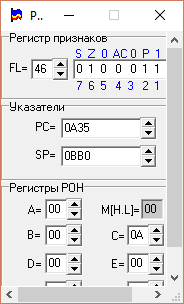 P..
Регистр признаков
S Z 0 AC 0 P 1
FL= 46 0 1 0 0 0 1 1
7 6 5 4 3 2 1
Указатели
PC= 0A35
SP= 0BB0
Регистры РОН
A= 00 M[H.L]= 00
B= 00 C= 0A
D= 00 E= 00